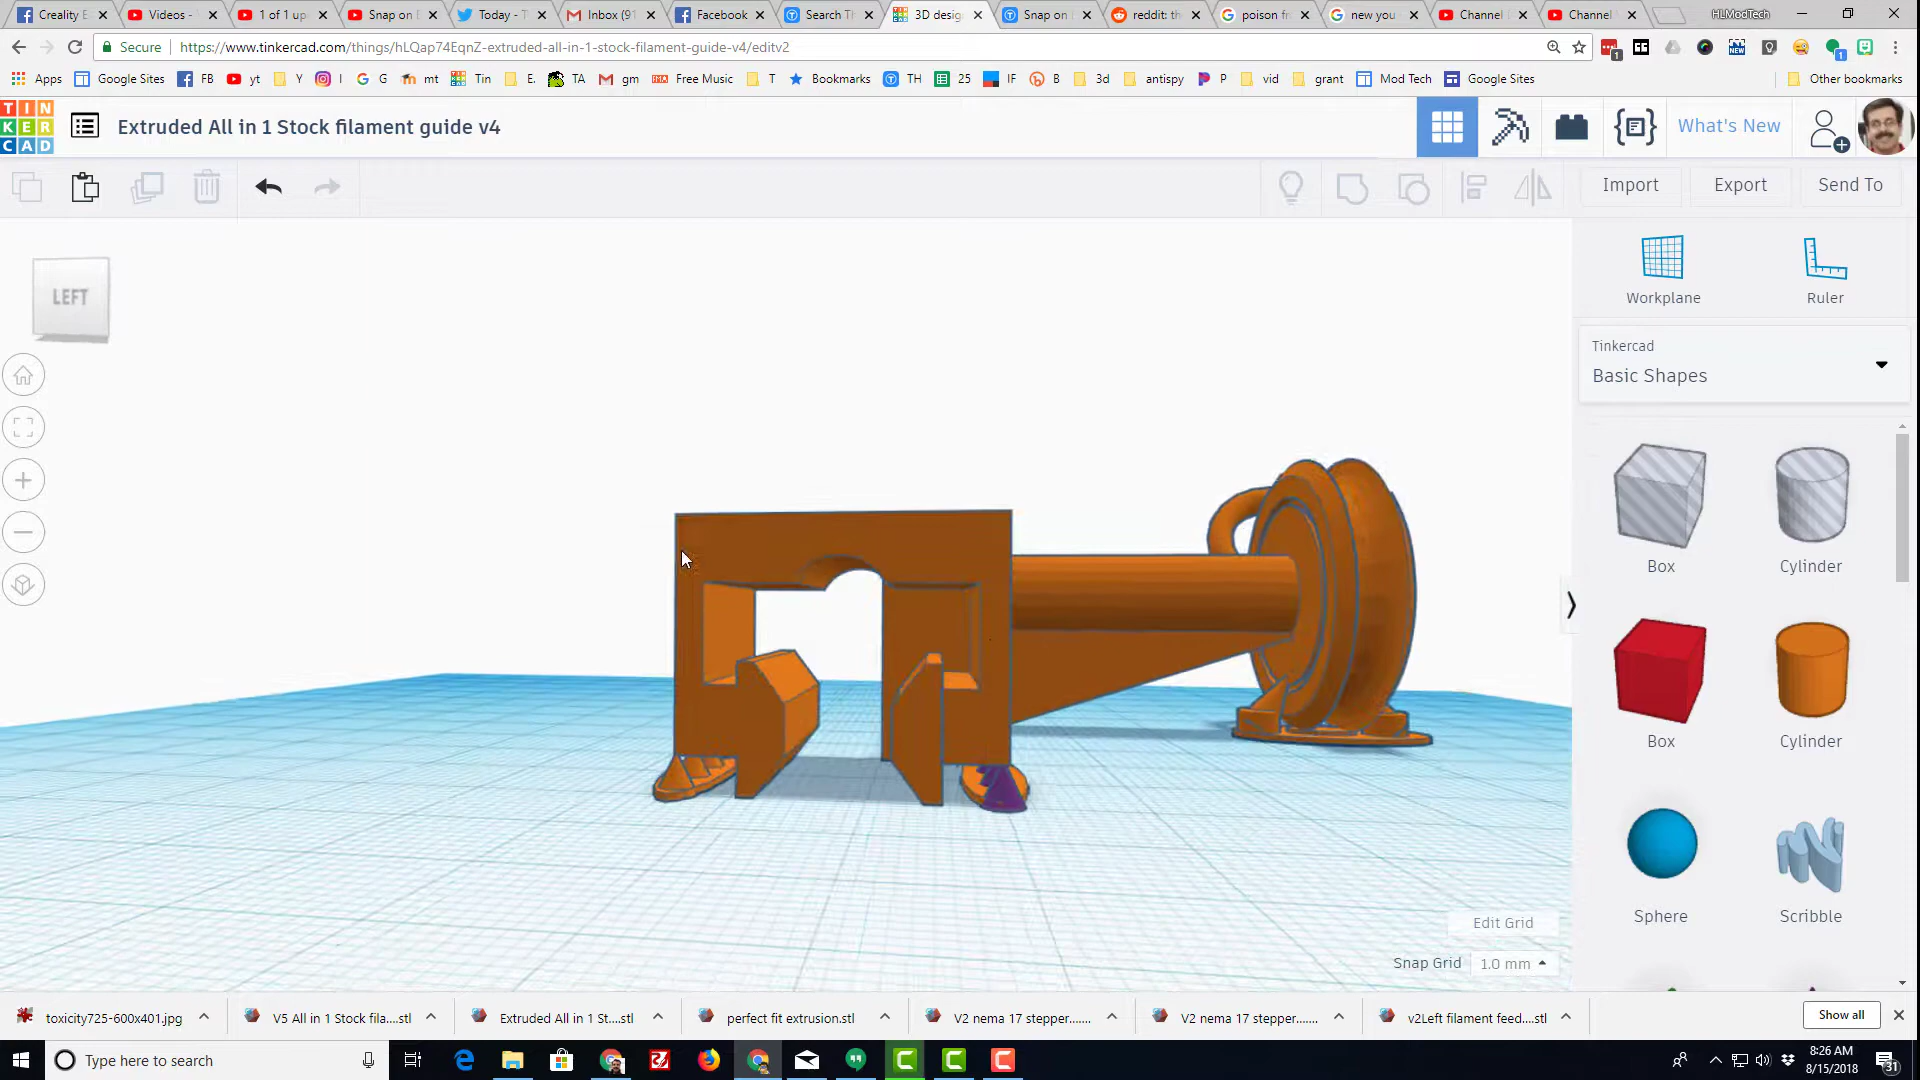 Creality E
Videos -
1 of 1 up
Snap on
Today - T
Inbox (91
Facebook
Search Th
3D desig
Snap on E
reddit: th
poison fr
new you
Channel
Channel
HLModTech
Secure
https://www.tinkercad.com/things/hLQap74EqnZ-extruded-all-in-1-stock-filament-guide-v4/editv2
Apps
Google Sites
FB
yt
Y
I
G
mt
Tin
E.
TA
gm
Free Music
T
Bookmarks
TH
25
IF
B
3d
antispy
P
vid
grant
Mod Tech
Google Sites
Other bookmarks
TIN
KER
CAD
Extruded All in 1 Stock filament guide v4
What's New
Import
Export
Send To
LEFT
Workplane
Ruler
Tinkercad
Basic Shapes
Box
Cylinder
Box
Cylinder
Sphere
Scribble
Edit Grid
Snap Grid
1.0 mm
toxicity725-600x401.jpg
V5 All in 1 Stock fila....stl
Extruded All in 1 St....stl
perfect fit extrusion.stl
V2 nema 17 stepper.......
V2 nema 17 stepper.......
v2Left filament feed....stl
Show all
Type here to search
8:26 AM
8/15/2018
31